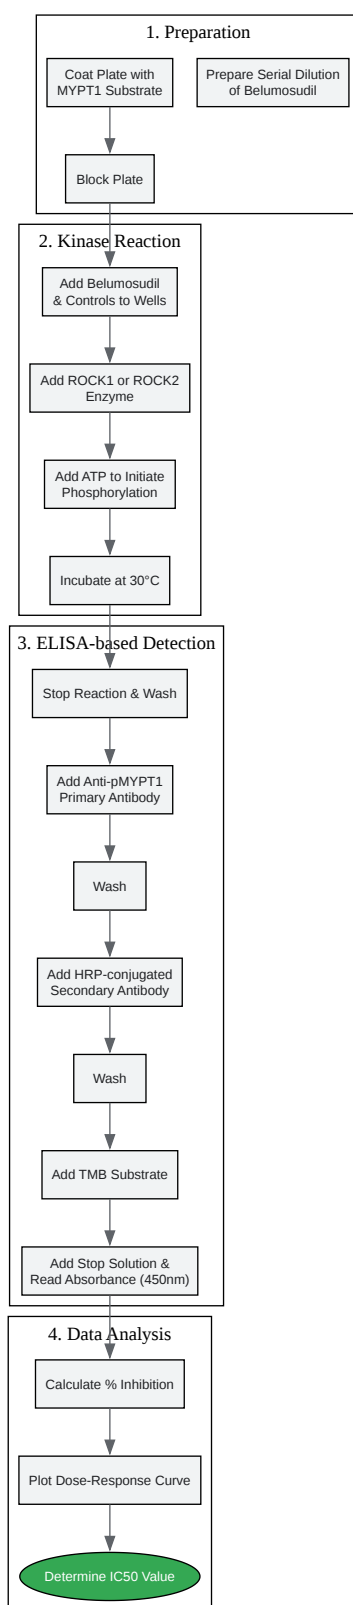 1. Preparation
Coat Plate with
MYPT1 Substrate
Prepare Serial Dilution
of Belumosudil
Block Plate
2. Kinase Reaction
Add Belumosudil
& Controls to Wells
Add ROCK1 or ROCK2
Enzyme
Add ATP to Initiate
Phosphorylation
Incubate at 30°C
3. ELISA-based Detection
Stop Reaction & Wash
Add Anti-pMYPT1
Primary Antibody
Wash
Add HRP-conjugated
Secondary Antibody
Wash
Add TMB Substrate
Add Stop Solution &
Read Absorbance (450nm)
4. Data Analysis
Calculate % Inhibition
Plot Dose-Response Curve
Determine IC50 Value